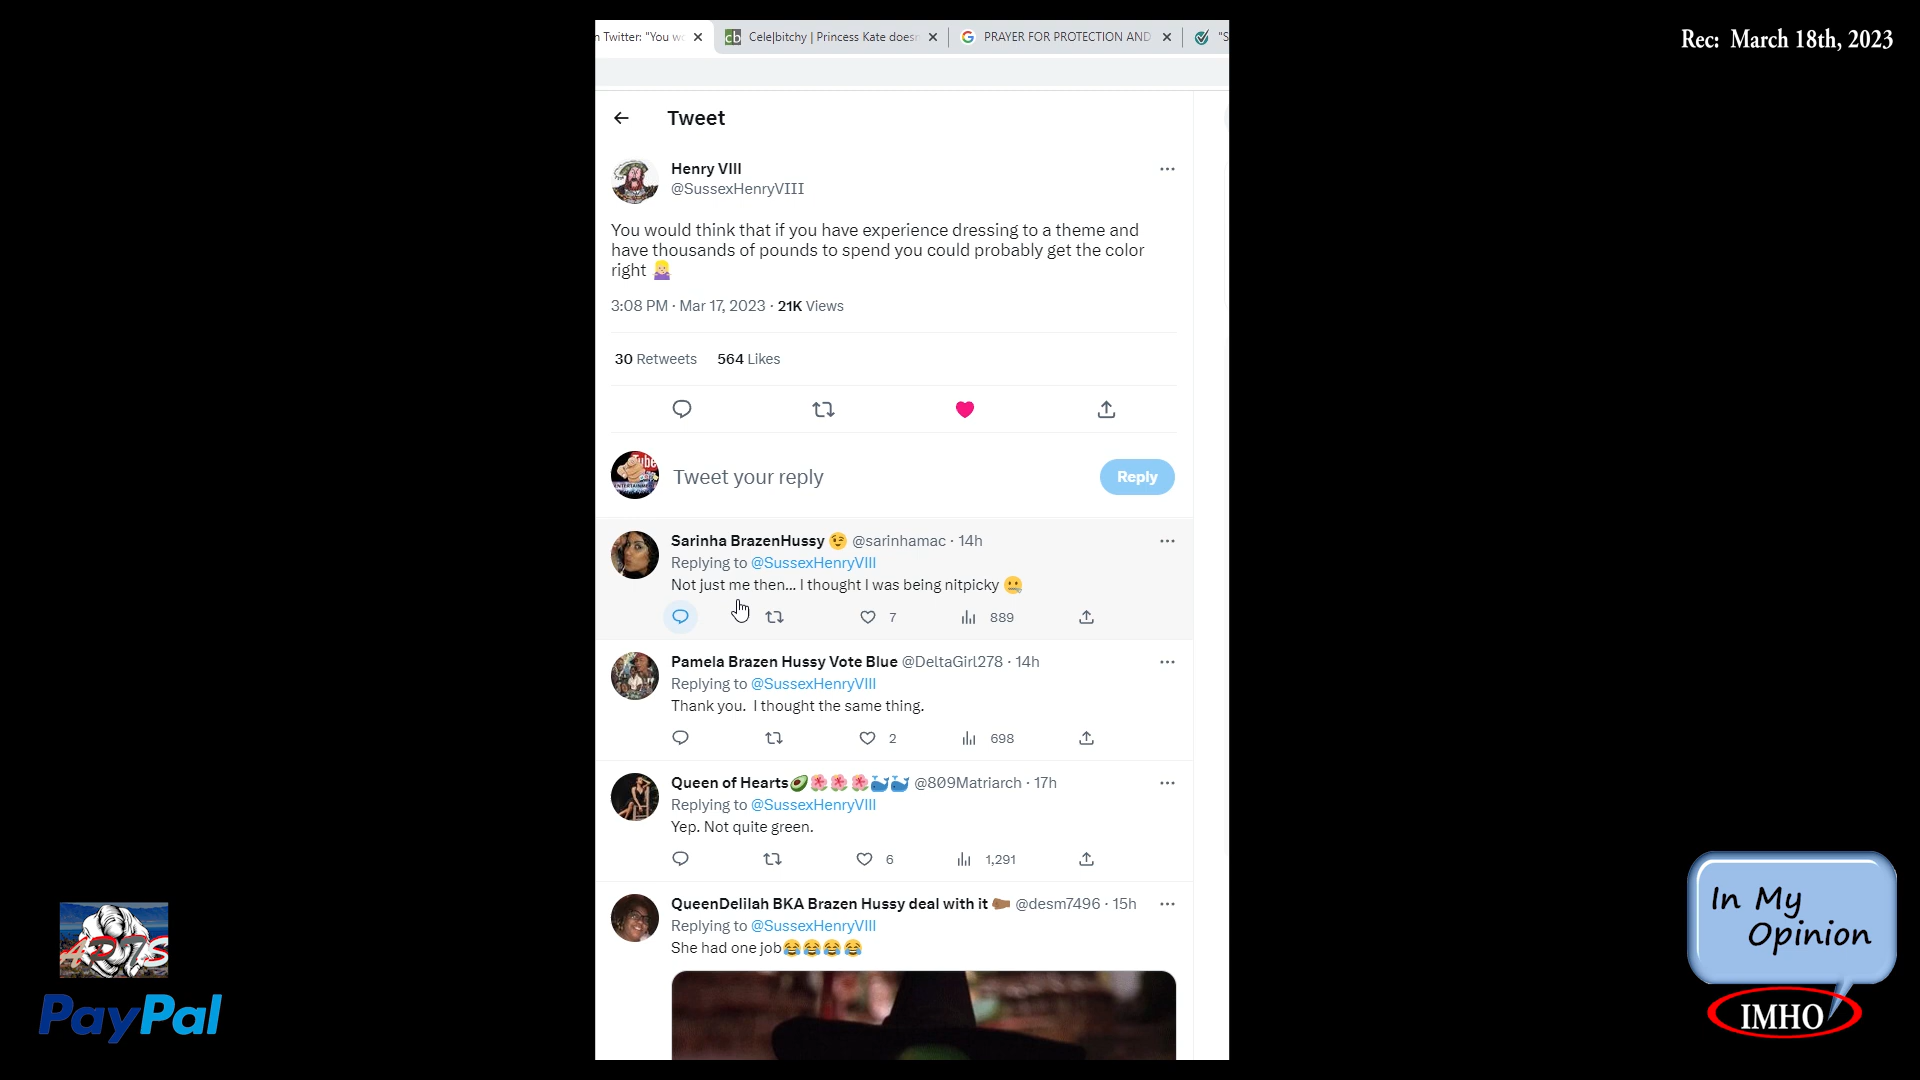 Rec: March 18th, 2023
n Twitter: "You wo
Cele|bitchy | Princess Kate doesn
PRAYER FOR PROTECTION AND
"S
Tweet
Henry VIII
@SussexHenryVIII
You would think that if you have experience dressing to a theme and
have thousands of pounds to spend you could probably get the color
right 🤷🏼‍♀️
3:08 PM · Mar 17, 2023 · 21K Views
30 Retweets 564 Likes
Tweet your reply
Reply
Sarinha BrazenHussy 😉 @sarinhamac · 14h
Replying to @SussexHenryVIII
Not just me then... I thought I was being nitpicky 🤐
7 889
Pamela Brazen Hussy Vote Blue @DeltaGirl278 · 14h
Replying to @SussexHenryVIII
Thank you. I thought the same thing.
2 698
Queen of Hearts🥑🌺🌺🌺🐳🐳 @809Matriarch · 17h
Replying to @SussexHenryVIII
Yep. Not quite green.
6 1,291
QueenDelilah BKA Brazen Hussy deal with it 🤛🏾 @desm7496 · 15h
Replying to @SussexHenryVIII
She had one job😂😂😂😂
PayPal
In My
Opinion
IMHO